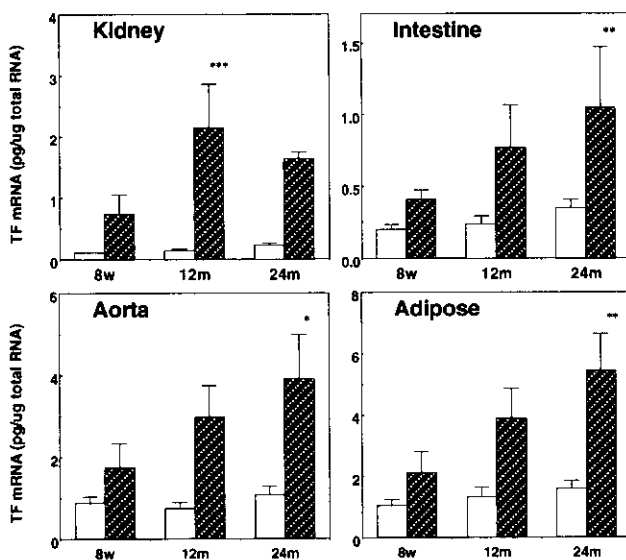 Kidney
***
TF mRNA (pg/ug total RNA)
4
3
2
1
0
8w 12m 24m
Intestine
**
1.5
1.0
0.5
0.0
8w 12m 24m
Aorta
*
TF mRNA (pg/ug total RNA)
6
4
2
0
8w 12m 24m
Adipose
**
8
6
4
2
0
8w 12m 24m